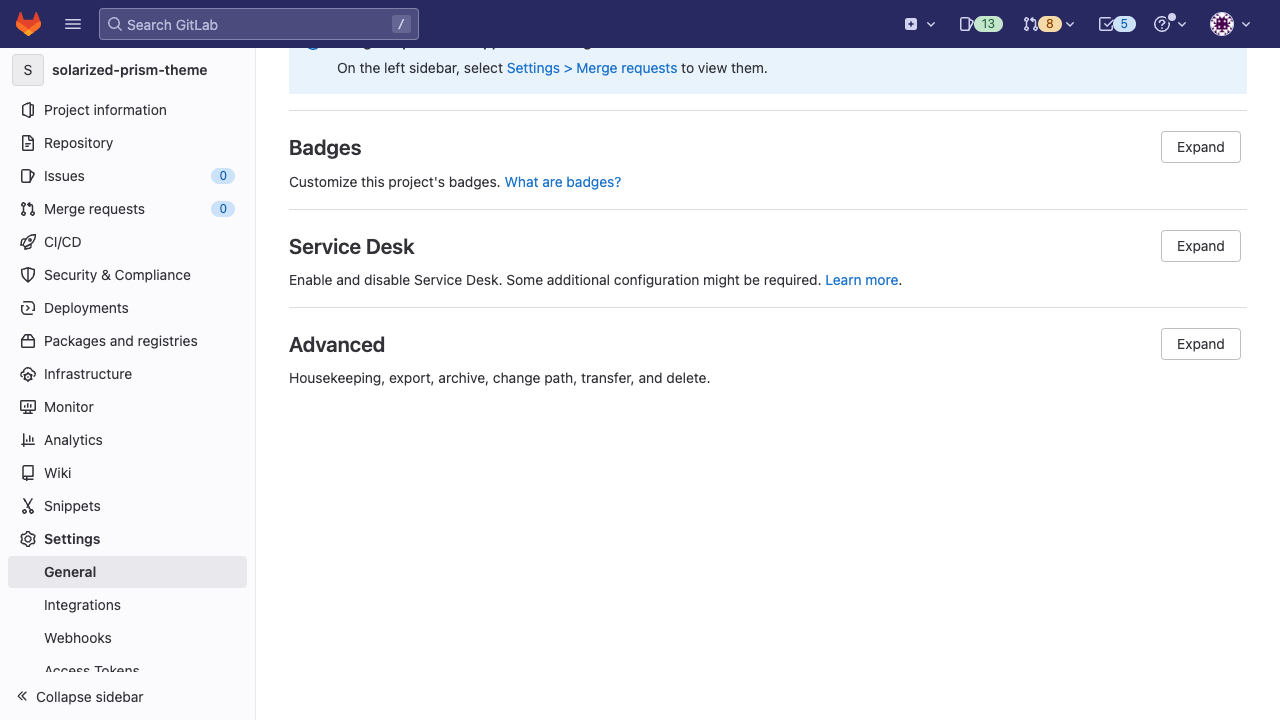 Search GitLab
/
13
8
5
S
solarized-prism-theme
Project information
Repository
Issues
0
Merge requests
0
CI/CD
Security & Compliance
Deployments
Packages and registries
Infrastructure
Monitor
Analytics
Wiki
Snippets
Settings
General
Integrations
Webhooks
Access Tokens
Collapse sidebar
On the left sidebar, select Settings > Merge requests to view them.
Badges
Expand
Customize this project's badges. What are badges?
Service Desk
Expand
Enable and disable Service Desk. Some additional configuration might be required. Learn more.
Advanced
Expand
Housekeeping, export, archive, change path, transfer, and delete.